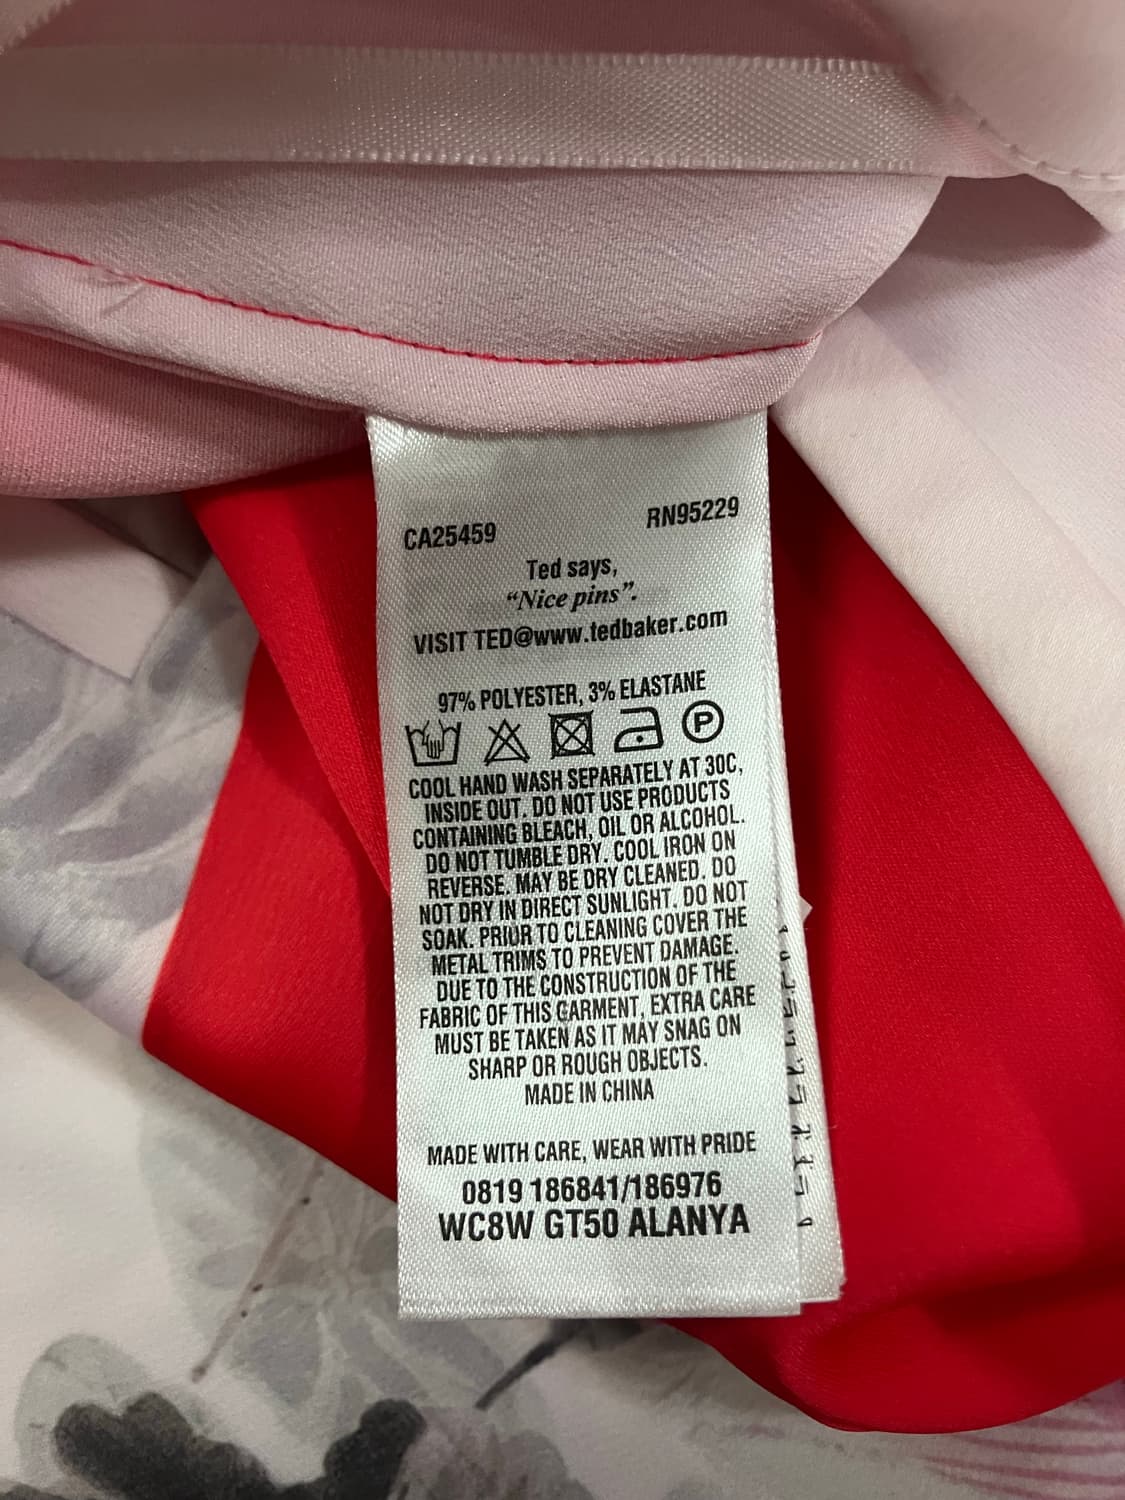 CA25459 RN95229
Ted says,
“Nice pins”.
VISIT TED@www.tedbaker.com
97% POLYESTER, 3% ELASTANE
P
COOL HAND WASH SEPARATELY AT 30C,
INSIDE OUT. DO NOT USE PRODUCTS
CONTAINING BLEACH, OIL OR ALCOHOL.
DO NOT TUMBLE DRY. COOL IRON ON
REVERSE. MAY BE DRY CLEANED. DO
NOT DRY IN DIRECT SUNLIGHT. DO NOT
SOAK. PRIOR TO CLEANING COVER THE
METAL TRIMS TO PREVENT DAMAGE.
DUE TO THE CONSTRUCTION OF THE
FABRIC OF THIS GARMENT, EXTRA CARE
MUST BE TAKEN AS IT MAY SNAG ON
SHARP OR ROUGH OBJECTS.
MADE IN CHINA
MADE WITH CARE, WEAR WITH PRIDE
0819 186841/186976
WC8W GT50 ALANYA